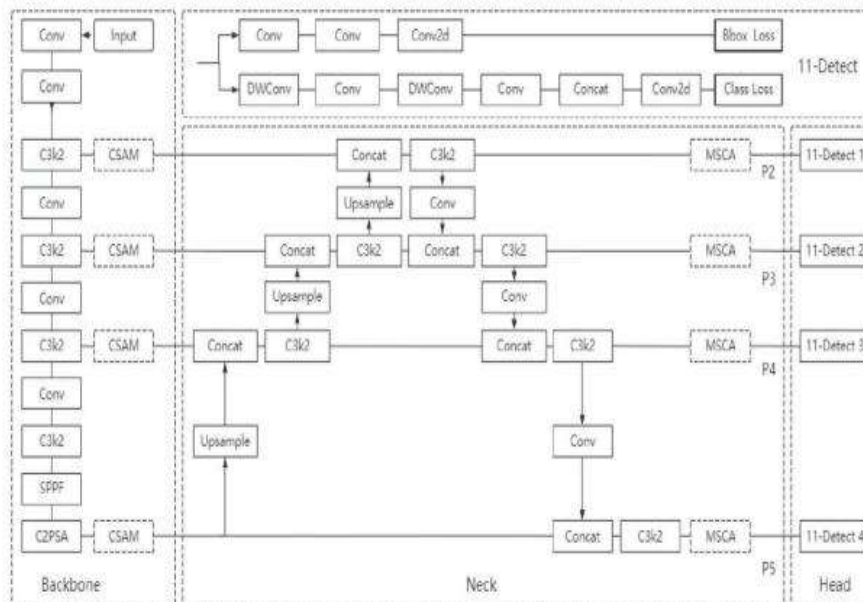 Conv Input Conv Conv Conv2d Bbox Loss
11-Detect
Conv DWConv Conv DWConv Conv Concat Conv2d Class Loss
C3k2 CSAM Concat C3k2 MSCA 11-Detect 1
P2
Conv Upsample Conv
C3k2 CSAM Concat C3k2 Concat C3k2 MSCA 11-Detect 2
P3
Conv Upsample Conv
C3k2 CSAM Concat C3k2 Concat C3k2 MSCA 11-Detect 3
P4
Conv
C3k2 Upsample Conv
SPPF
C2PSA CSAM Concat C3k2 MSCA 11-Detect 4
P5
Backbone Neck Head